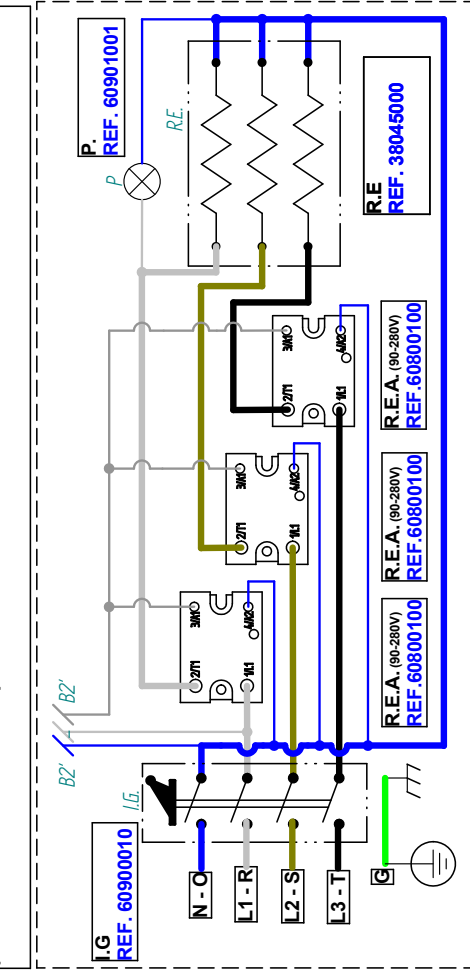 P.
REF. 60901001
P
R.E.
R.E
REF. 38045000
3/A1
4/A2
2/T1
1/L1
3/A1
4/A2
2/T1
1/L1
3/A1
4/A2
2/T1
1/L1
R.E.A. (90-280V)
REF.60800100
R.E.A. (90-280V)
REF.60800100
R.E.A. (90-280V)
REF.60800100
B2'
B2'
I.G.
I.G
REF. 60900010
N - O
L1 - R
L2 - S
L3 - T
G